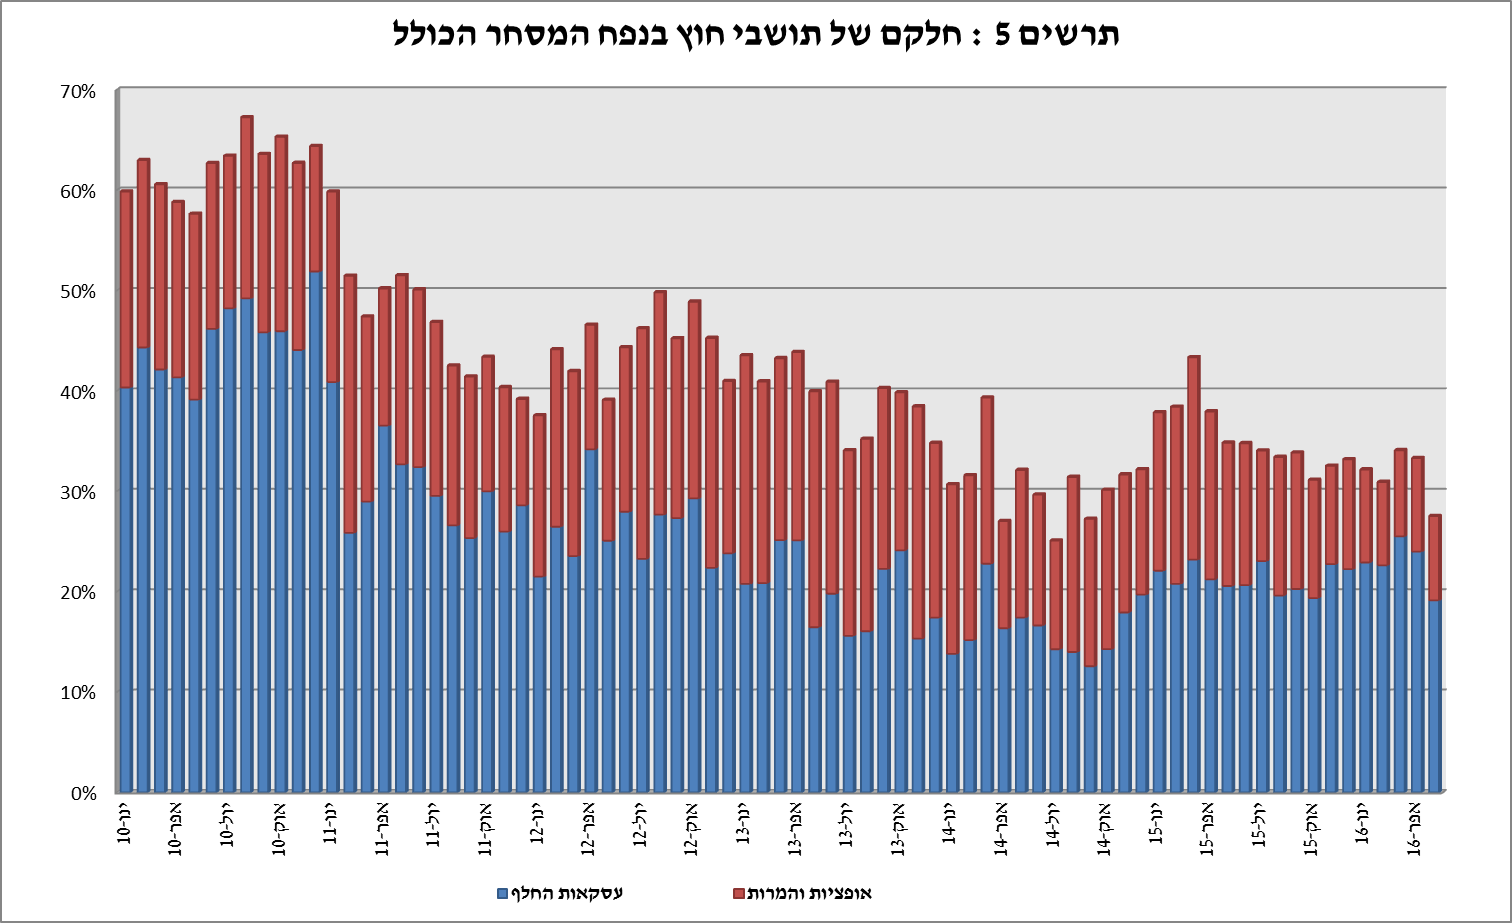 תרשים 5 : חלקם של תושבי חוץ בנפח המסחר הכולל
70%
60%
50%
40%
30%
20%
10%
0%
ינו-10
אפר-10
יול-10
אוק-10
ינו-11
אפר-11
יול-11
אוק-11
ינו-12
אפר-12
יול-12
אוק-12
ינו-13
אפר-13
יול-13
אוק-13
ינו-14
אפר-14
יול-14
אוק-14
ינו-15
אפר-15
יול-15
אוק-15
ינו-16
אפר-16
עסקאות החלף
אופציות והמרות